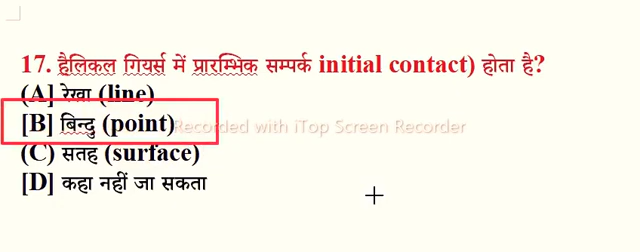 17. हैलिकल गियर्स में प्रारम्भिक सम्पर्क initial contact) होता है?
(A] रेखा (line)
[B] बिन्दु (point)
Recorded with iTop Screen Recorder
(C) सतह (surface)
[D] कहा नहीं जा सकता